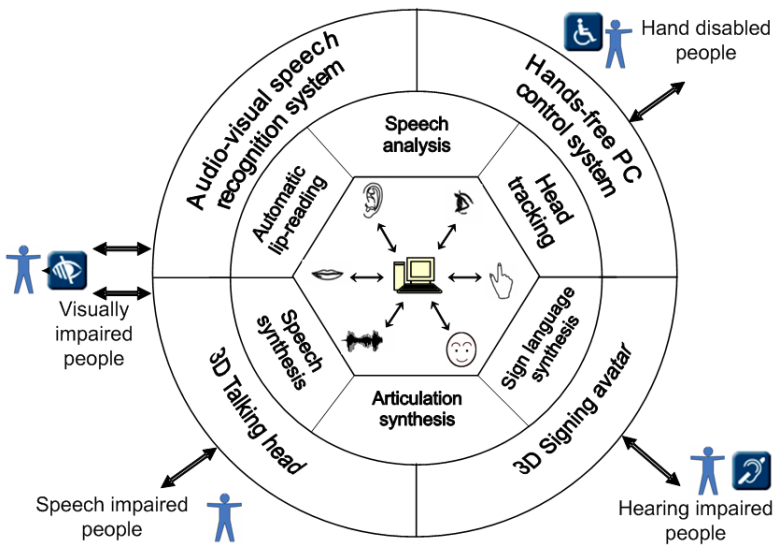 Hand disabled
people
Audio-visual speech
recognition system
Hands-free PC
control system
Speech
analysis
Automatic
lip-reading
Head
tracking
Visually
impaired
people
Speech
synthesis
Sign language
synthesis
Articulation
synthesis
3D Talking head
3D Signing avatar
Speech impaired
people
Hearing impaired
people